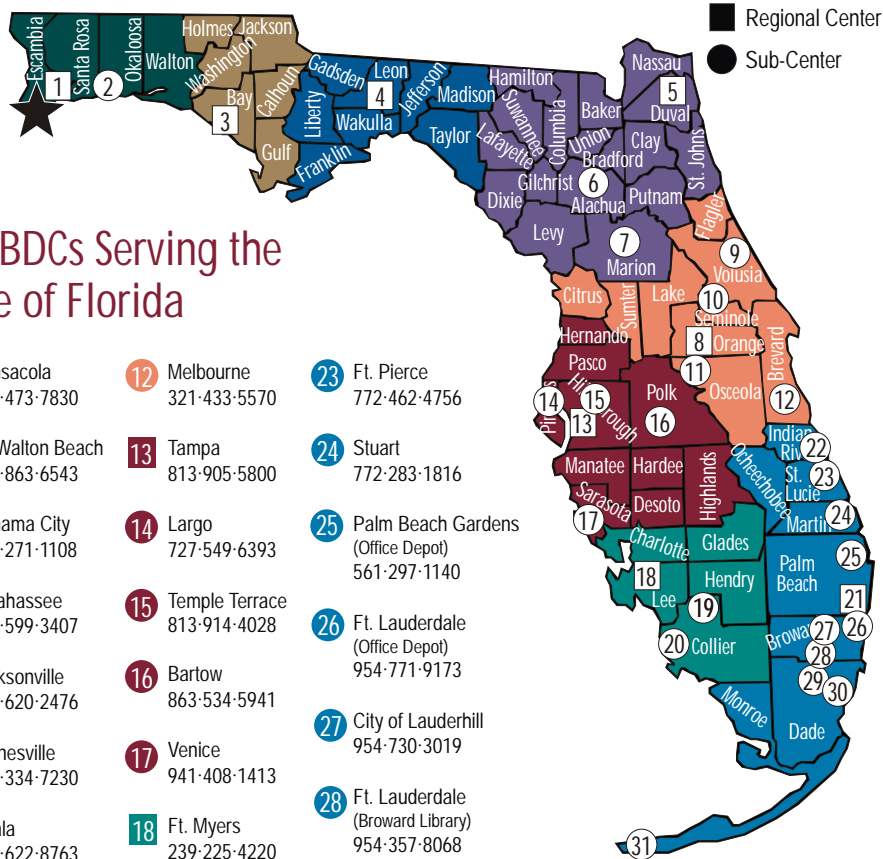 Regional Center
Sub-Center
Escambia
Santa Rosa
Okaloosa
Walton
Holmes
Jackson
Washington
Bay
Calhoun
Gulf
Gadsden
Liberty
Leon
Wakulla
Franklin
Jefferson
Madison
Taylor
Hamilton
Suwannee
Lafayette
Columbia
Baker
Union
Bradford
Nassau
Duval
Clay
St. Johns
Gilchrist
Alachua
Putnam
Dixie
Levy
Marion
Flagler
Volusia
Citrus
Sumter
Lake
Seminole
Orange
Brevard
Osceola
Hernando
Pasco
Polk
Manatee
Hardee
Highlands
Sarasota
Desoto
Ocheechobee
St.
Lucie
Martin
Charlotte
Glades
Lee
Hendry
Collier
Palm
Beach
Monroe
Dade
1
2
3
4
5
6
7
8
9
10
11
12
13
14
15
16
17
18
19
20
21
22
23
24
25
26
27
28
29
30
31
BDCs Serving the
e of Florida
sacola
·473·7830
Walton Beach
·863·6543
ama City
·271·1108
ahassee
·599·3407
ksonville
·620·2476
nesville
·334·7230
ala
·622·8763
12 Melbourne
321·433·5570
13 Tampa
813·905·5800
14 Largo
727·549·6393
15 Temple Terrace
813·914·4028
16 Bartow
863·534·5941
17 Venice
941·408·1413
18 Ft. Myers
239·225·4220
23 Ft. Pierce
772·462·4756
24 Stuart
772·283·1816
25 Palm Beach Gardens
(Office Depot)
561·297·1140
26 Ft. Lauderdale
(Office Depot)
954·771·9173
27 City of Lauderhill
954·730·3019
28 Ft. Lauderdale
(Broward Library)
954·357·8068